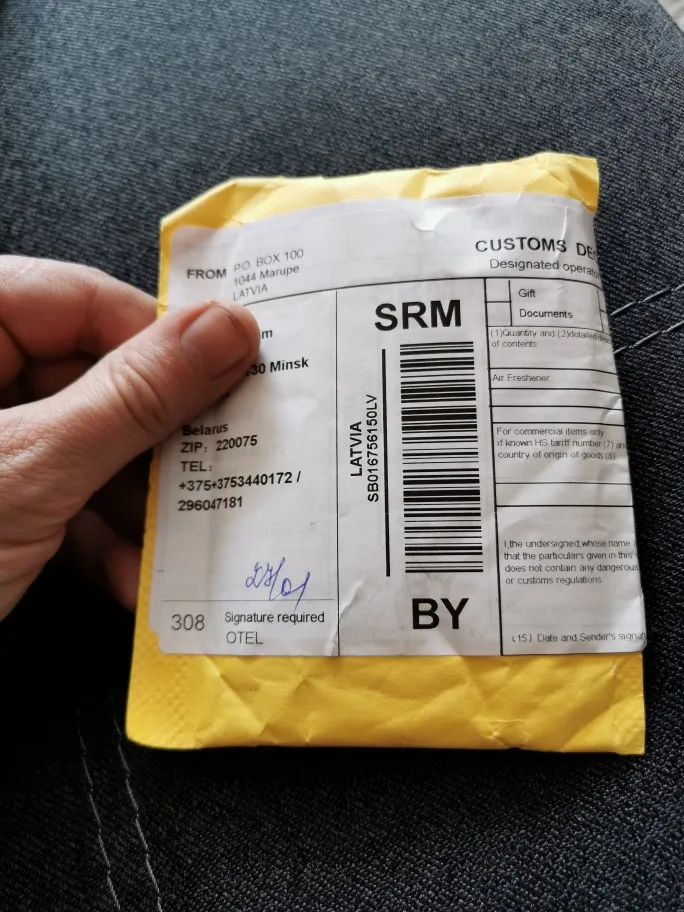 FROM P.O. BOX 100
1044 Marupe
LATVIA
30 Minsk
Belarus
ZIP: 220075
TEL:
+375+3753440172 /
296047181
27/01
308 Signature required
OTEL
SRM
LATVIA
SB016756150LV
BY
CUSTOMS DE
Designated operato
Gift
Documents
(1)Quantity and (2)detailed desc
of contents
Air Freshener
For commercial items only
if known HS tariff number (7) an
country of origin of goods (8)
I,the undersigned,whose name a
that the particulars given in this
does not contain any dangerous
or customs regulations
(15) Date and Sender's signat